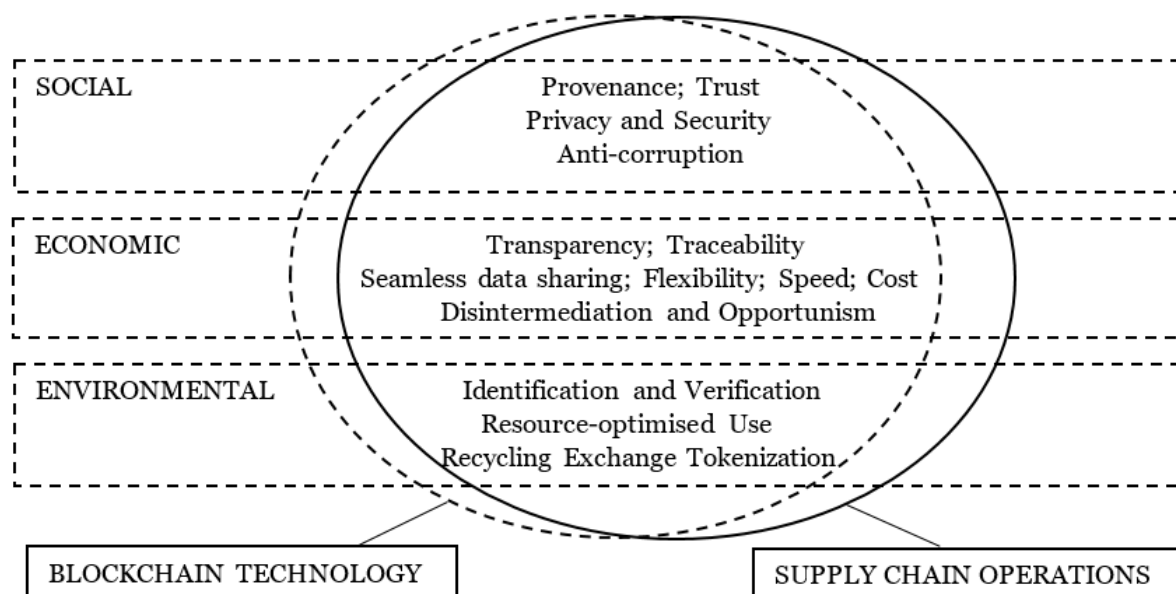 SOCIAL
Provenance; Trust
Privacy and Security
Anti-corruption
ECONOMIC
Transparency; Traceability
Seamless data sharing; Flexibility; Speed; Cost
Disintermediation and Opportunism
ENVIRONMENTAL
Identification and Verification
Resource-optimised Use
Recycling Exchange Tokenization
BLOCKCHAIN TECHNOLOGY
SUPPLY CHAIN OPERATIONS